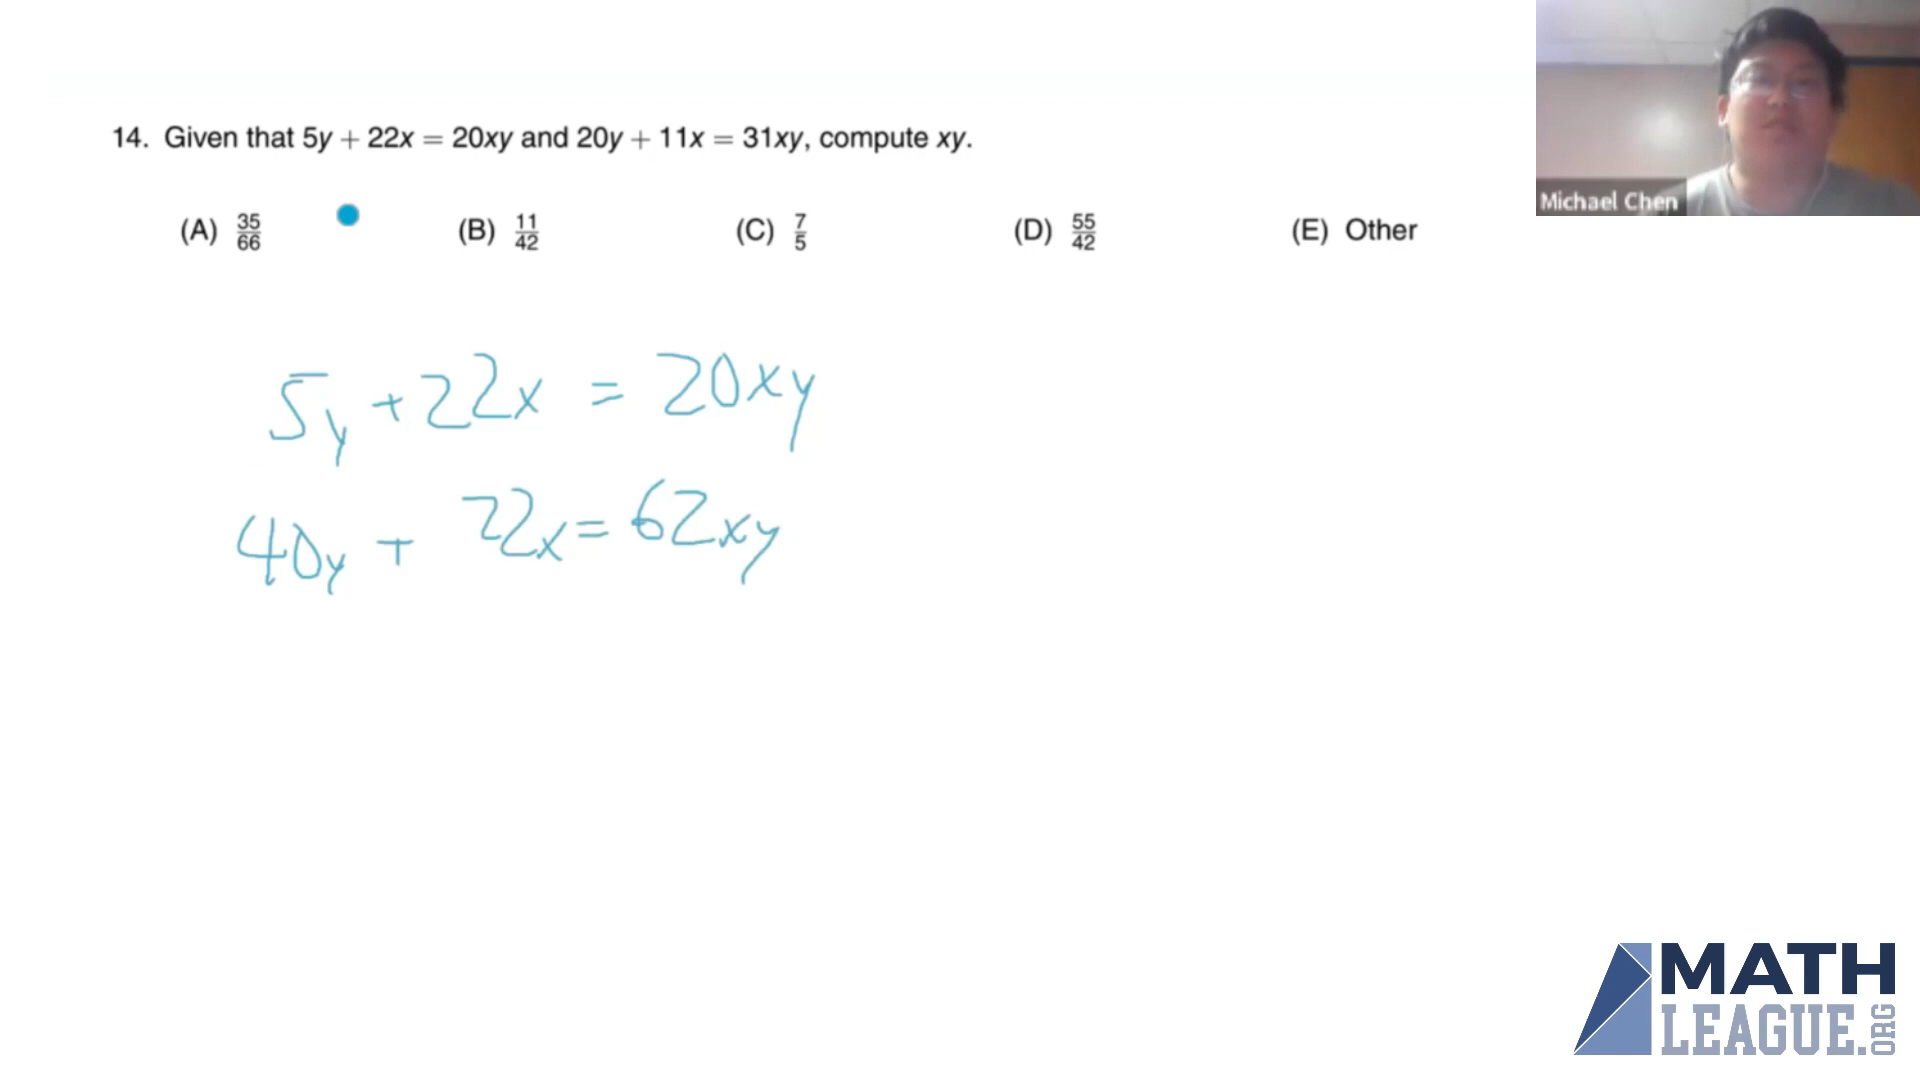 14. Given that 5y + 22x = 20xy and 20y + 11x = 31xy, compute xy.
(A) 35/66 (B) 11/42 (C) 7/5 (D) 55/42 (E) Other
Michael Chen
5y + 22x = 20xy
40y + 22x = 62xy
MATH
LEAGUE.ORG